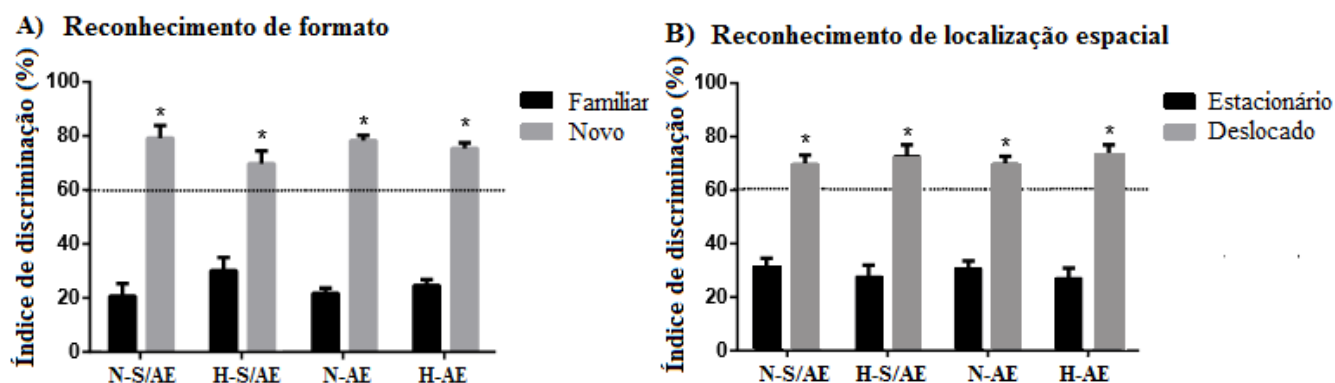 A) Reconhecimento de formato
Índice de discriminação (%)
100
80
60
40
20
0
* * * *
N-S/AE H-S/AE N-AE H-AE
Familiar
Novo
B) Reconhecimento de localização espacial
Índice de discriminação (%)
100
80
60
40
20
0
* * * *
N-S/AE H-S/AE N-AE H-AE
Estacionário
Deslocado